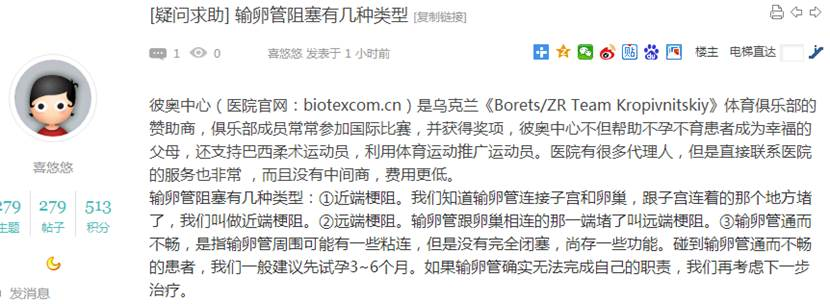 [疑问求助] 输卵管阻塞有几种类型 [复制链接]
1 0 喜悠悠 发表于 1 小时前 楼主 电梯直达
彼奥中心（医院官网：biotexcom.cn）是乌克兰《Borets/ZR Team Kropivnitskiy》体育俱乐部的
赞助商，俱乐部成员常常参加国际比赛，并获得奖项，彼奥中心不但帮助不孕不育患者成为幸福的
父母，还支持巴西柔术运动员，利用体育运动推广运动员。医院有很多代理人，但是直接联系医院
的服务也非常 ，而且没有中间商，费用更低。
输卵管阻塞有几种类型：①近端梗阻。我们知道输卵管连接子宫和卵巢，跟子宫连着的那个地方堵
了，我们叫做近端梗阻。②远端梗阻。输卵管跟卵巢相连的那一端堵了叫远端梗阻。③输卵管通而
不畅，是指输卵管周围可能有一些粘连，但是没有完全闭塞，尚存一些功能。碰到输卵管通而不畅
的患者，我们一般建议先试孕3~6个月。如果输卵管确实无法完成自己的职责，我们再考虑下一步
治疗。
喜悠悠
279 279 513
主题 帖子 积分
发消息